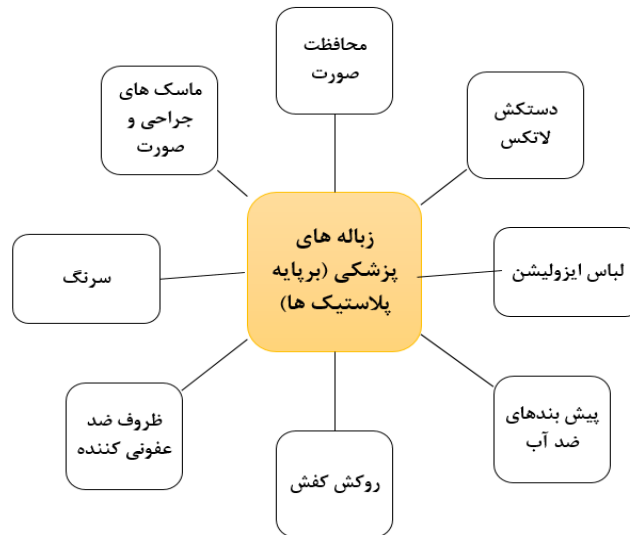 محافظت
صورت
دستکش
لاتکس
لباس ایزولیشن
پیش بندهای
ضد آب
روکش کفش
ظروف ضد
عفونی کننده
سرنگ
ماسک های
جراحی و
صورت
زباله های
پزشکی (برپایه
پلاستیک ها)